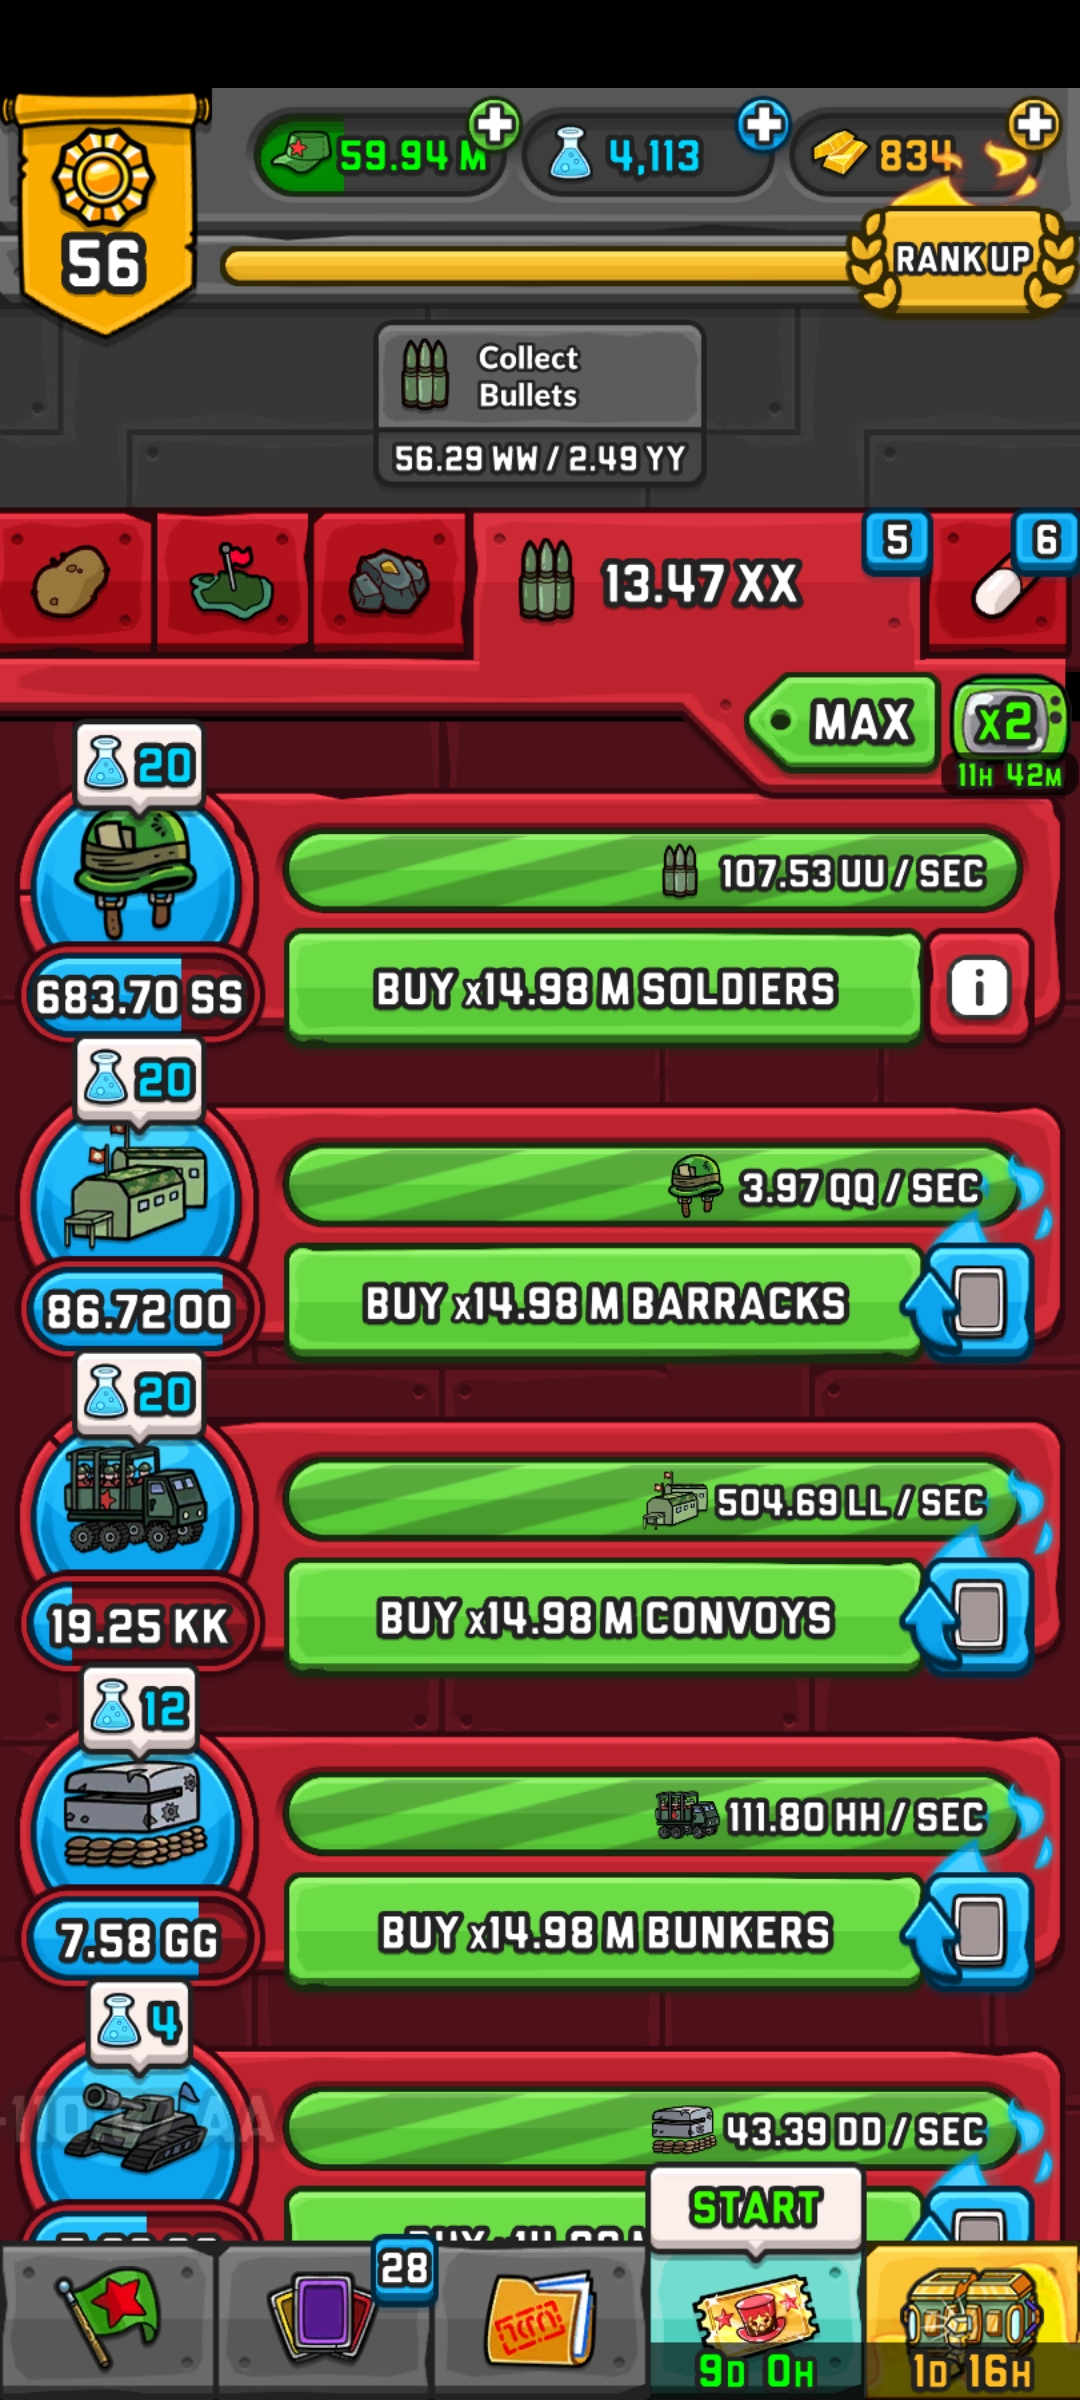 59.94 M
4,113
834
56
RANK UP
Collect
Bullets
56.29 WW / 2.49 YY
13.47 XX
5
6
MAX
x2
11H 42M
20
107.53 UU / SEC
683.70 SS
BUY x14.98 M SOLDIERS
i
20
3.97 QQ / SEC
86.72 OO
BUY x14.98 M BARRACKS
20
504.69 LL / SEC
19.25 KK
BUY x14.98 M CONVOYS
12
111.80 HH / SEC
7.58 GG
BUY x14.98 M BUNKERS
4
43.39 DD / SEC
START
28
9D 0H
1D 16H